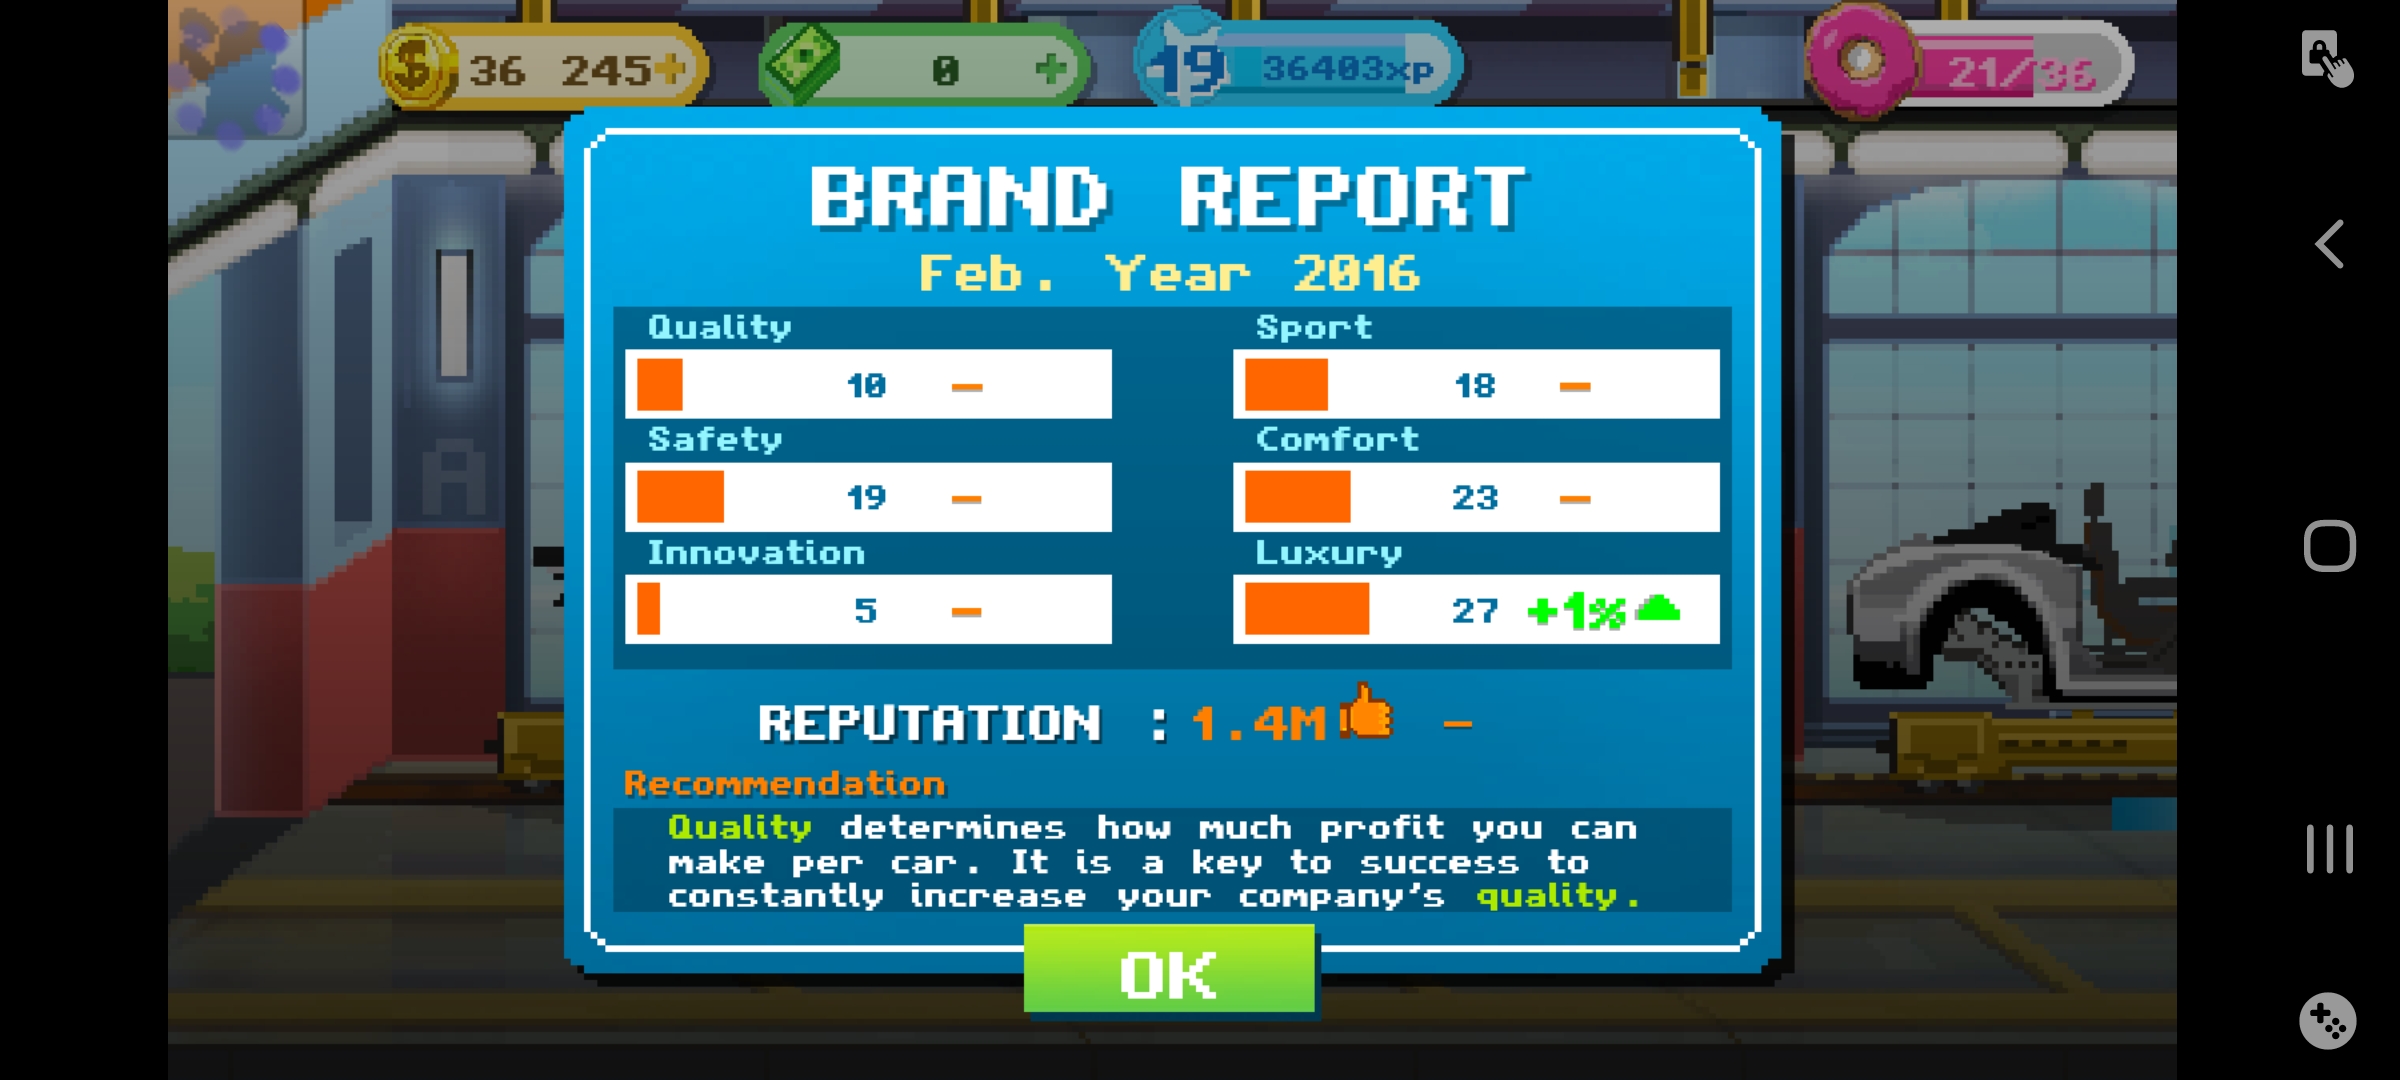 36 245+
0 +
19 36403xp
21/36
BRAND REPORT
Feb. Year 2016
Quality Sport
10 – 18 –
Safety Comfort
19 – 23 –
Innovation Luxury
5 – 27 +1%
REPUTATION : 1.4M –
Recommendation
Quality determines how much profit you can
make per car. It is a key to success to
constantly increase your company's quality.
OK
A